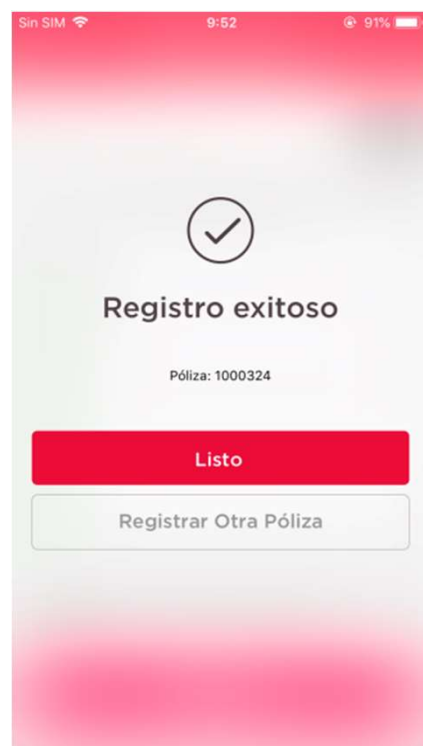 Sin SIM 9:52 91%
Registro exitoso
Póliza: 1000324
Listo
Registrar Otra Póliza